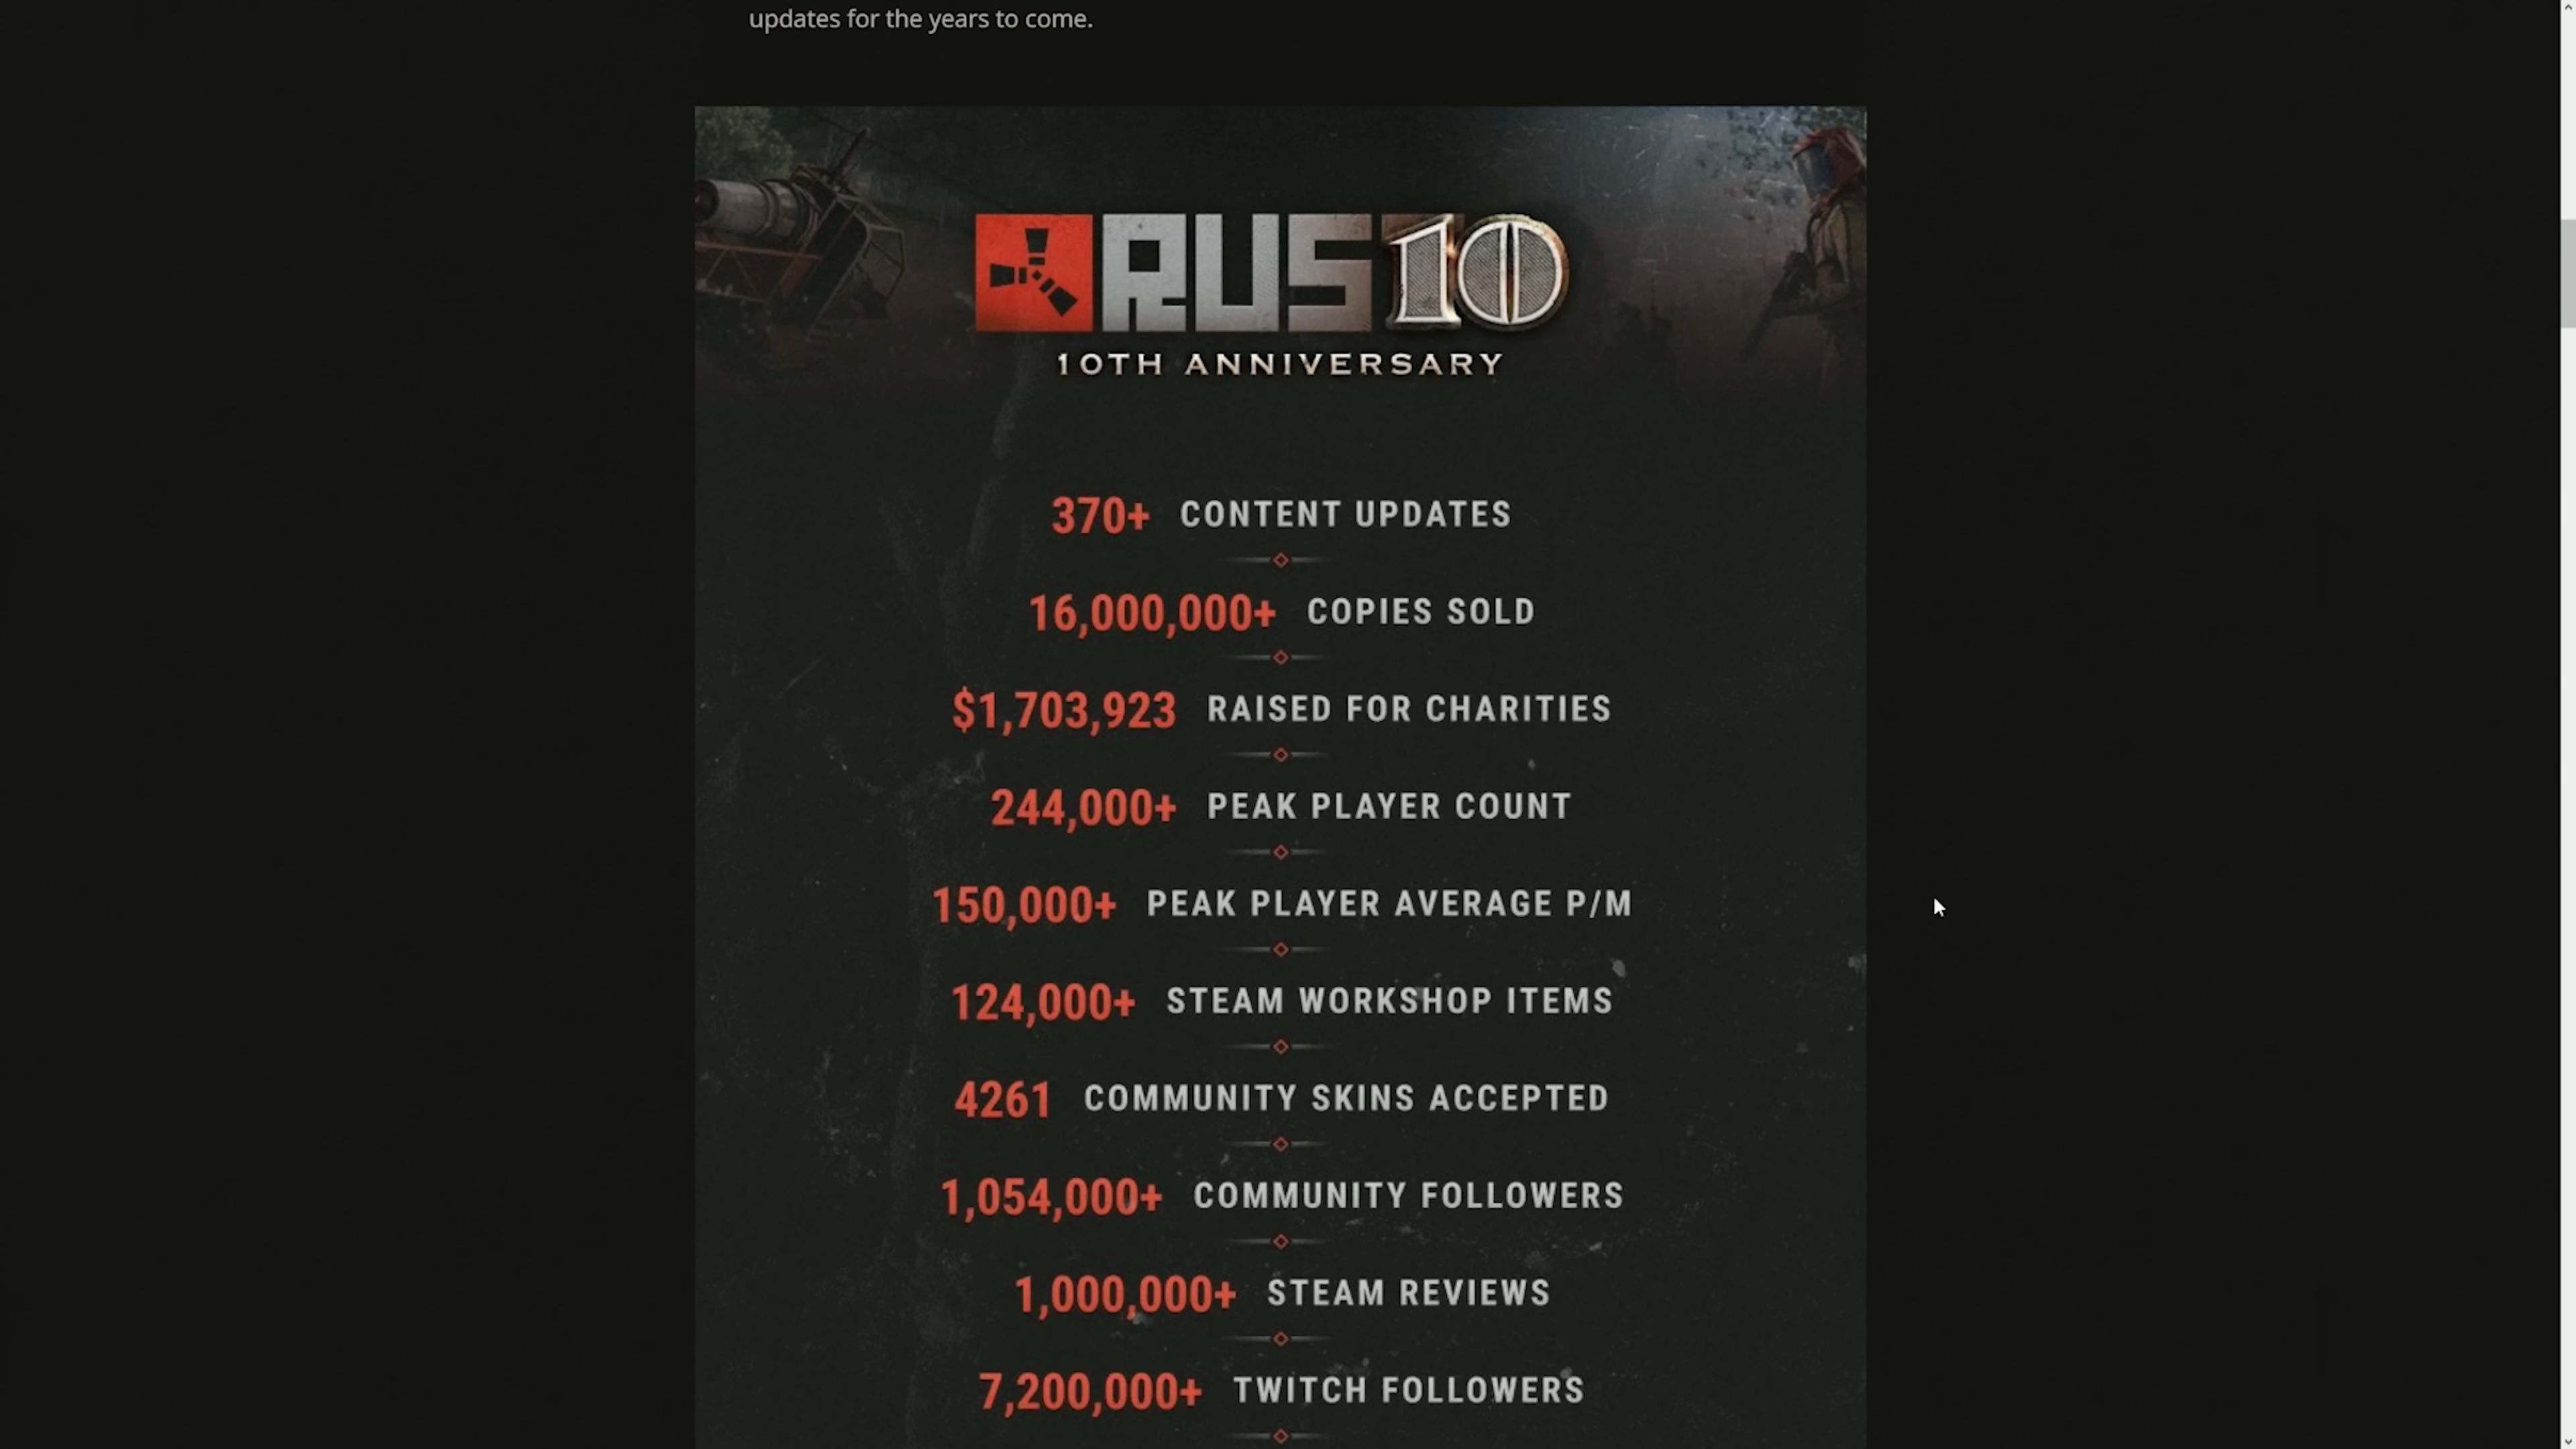 updates for the years to come.
RUS10
10TH ANNIVERSARY
370+ CONTENT UPDATES
16,000,000+ COPIES SOLD
$1,703,923 RAISED FOR CHARITIES
244,000+ PEAK PLAYER COUNT
150,000+ PEAK PLAYER AVERAGE P/M
124,000+ STEAM WORKSHOP ITEMS
4261 COMMUNITY SKINS ACCEPTED
1,054,000+ COMMUNITY FOLLOWERS
1,000,000+ STEAM REVIEWS
7,200,000+ TWITCH FOLLOWERS